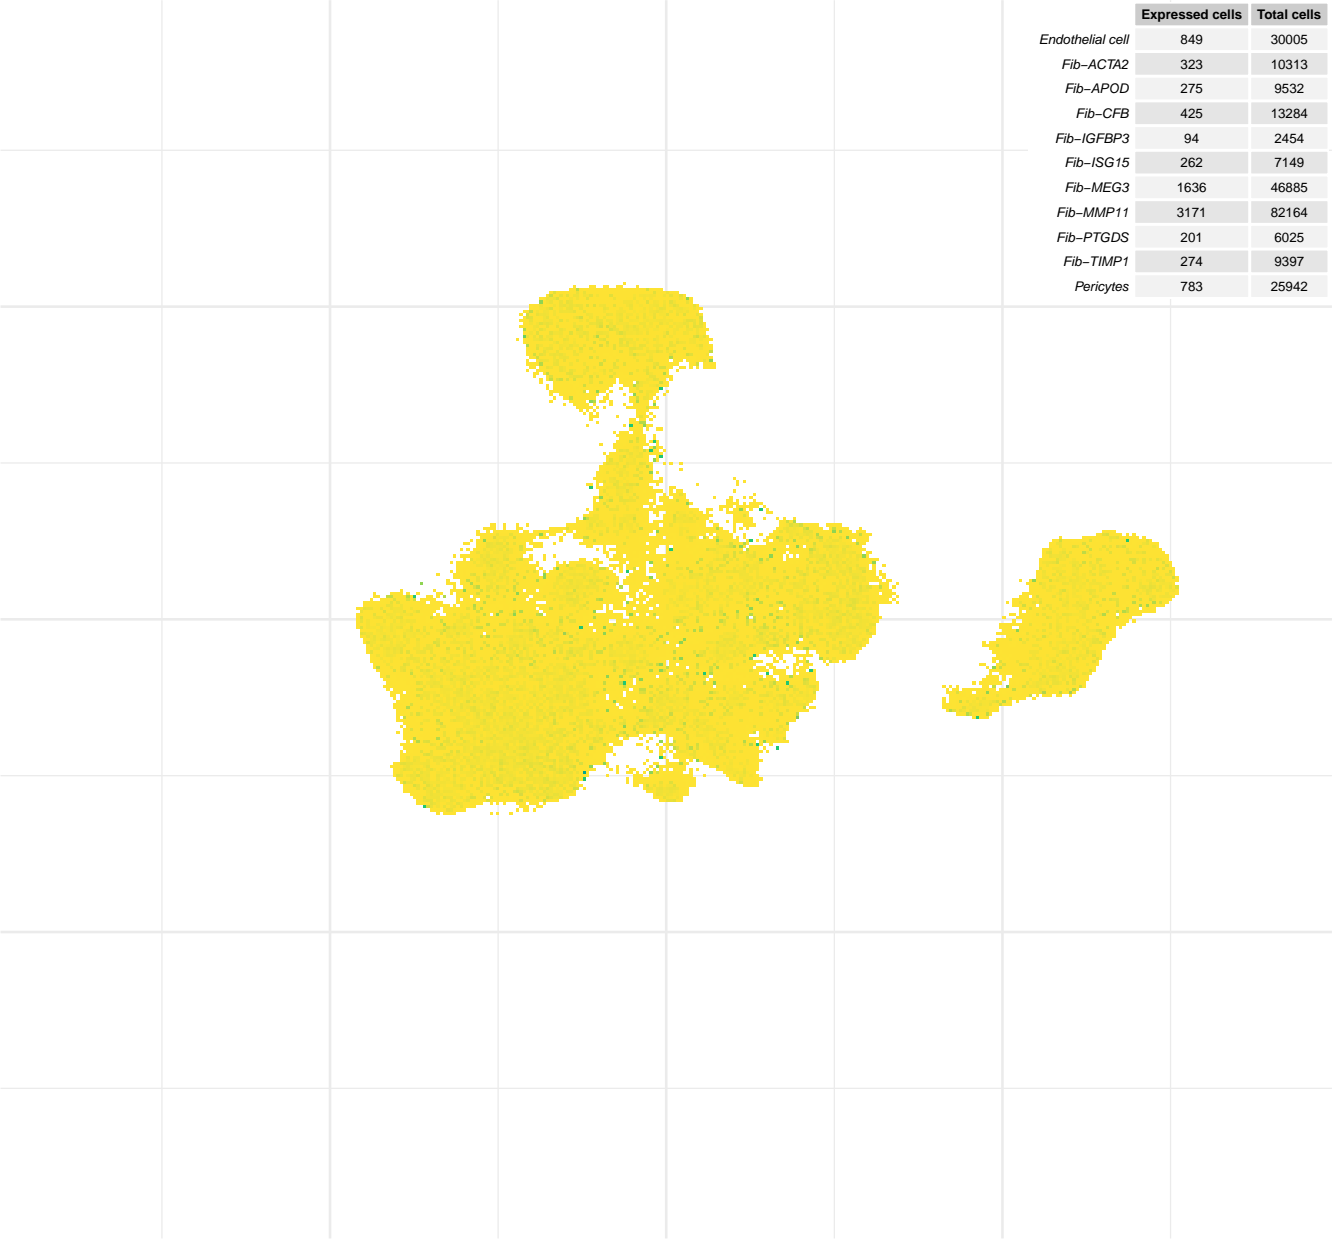 Expressed cells Total cells
Endothelial cell 849 30005
Fib−ACTA2 323 10313
Fib−APOD 275 9532
Fib−CFB 425 13284
Fib−IGFBP3 94 2454
Fib−ISG15 262 7149
Fib−MEG3 1636 46885
Fib−MMP11 3171 82164
Fib−PTGDS 201 6025
Fib−TIMP1 274 9397
Pericytes 783 25942